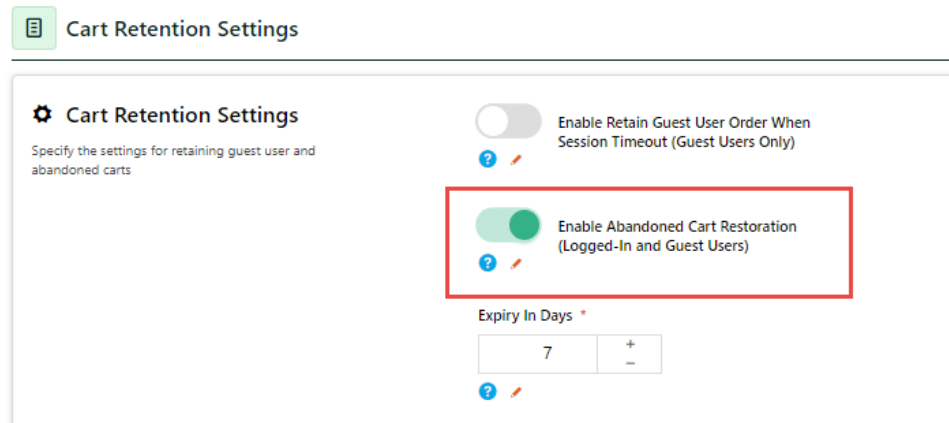 Cart Retention Settings
Cart Retention Settings
Specify the settings for retaining guest user and
abandoned carts
Enable Retain Guest User Order When
Session Timeout (Guest Users Only)
?
Enable Abandoned Cart Restoration
(Logged-In and Guest Users)
?
Expiry In Days *
7
+
−
?